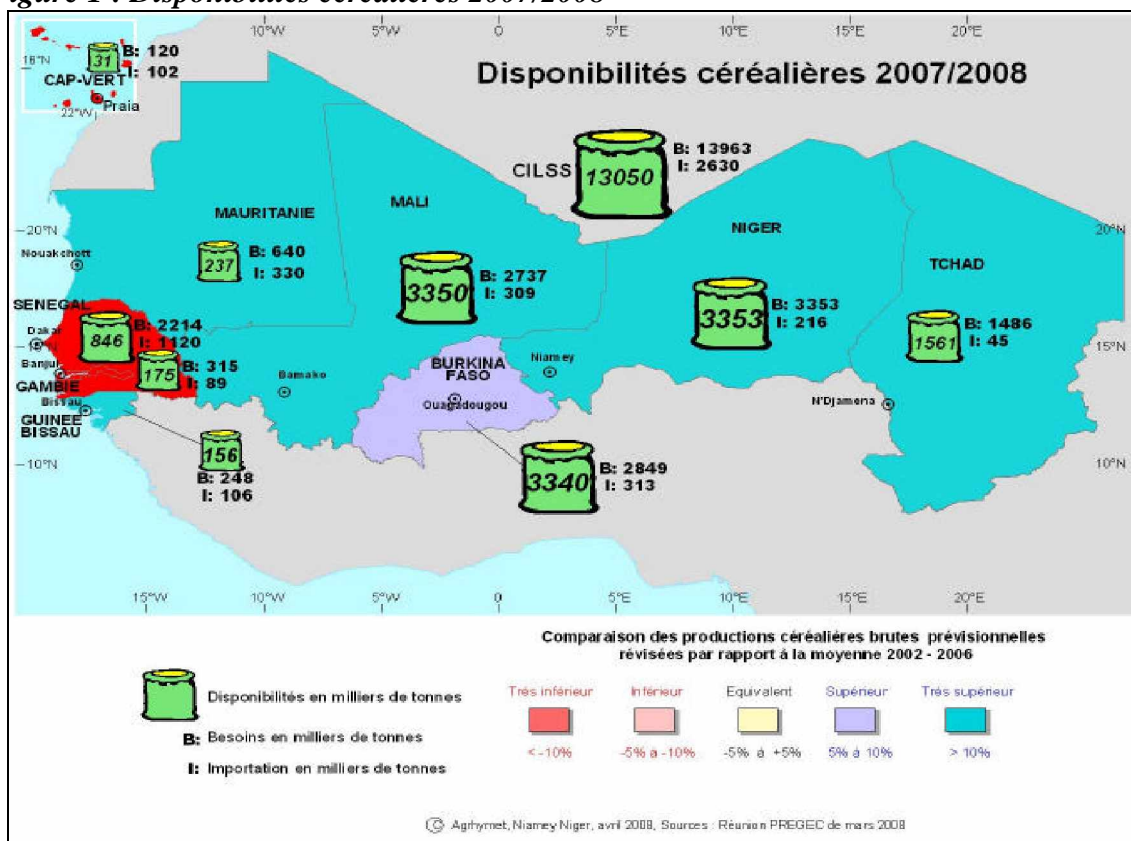 igure 1 : Disponibilités céréalières 2007/2008
10°W 5°W 0 5°E 10°E 15°E 20°E
Disponibilités céréalières 2007/2008
31
B: 120
I: 102
CAP-VERT
Praia
22°W
CILSS
13050
B: 13963
I: 2630
MAURITANIE
237
B: 640
I: 330
MALI
3350
B: 2737
I: 309
NIGER
3353
B: 3353
I: 216
TCHAD
1561
B: 1486
I: 45
20°N
20°N
Nouakchott
SENEGAL
Dakar
846
B: 2214
I: 1120
15°N
Banjul
GAMBIE
175
B: 315
I: 89
Bissau
GUINEE
BISSAU
156
B: 248
I: 106
Bamako
BURKINA
FASO
Ouagadougou
3340
B: 2849
I: 313
Niamey
N'Djamena
10°N
10°N
15°W 10°W 5°W 0 5°E 10°E 15°E 20°E
Comparaison des productions céréalières brutes prévisionnelles
révisées par rapport à la moyenne 2002 - 2006
Disponibilités en milliers de tonnes
B: Besoins en milliers de tonnes
I: Importation en milliers de tonnes
Très inférieur Inférieur Equivalent Supérieur Très supérieur
< -10% -5% à -10% -5% à +5% 5% à 10% > 10%
© Agrhymet, Niamey Niger, avril 2008, Sources : Réunion PREGEC de mars 2008